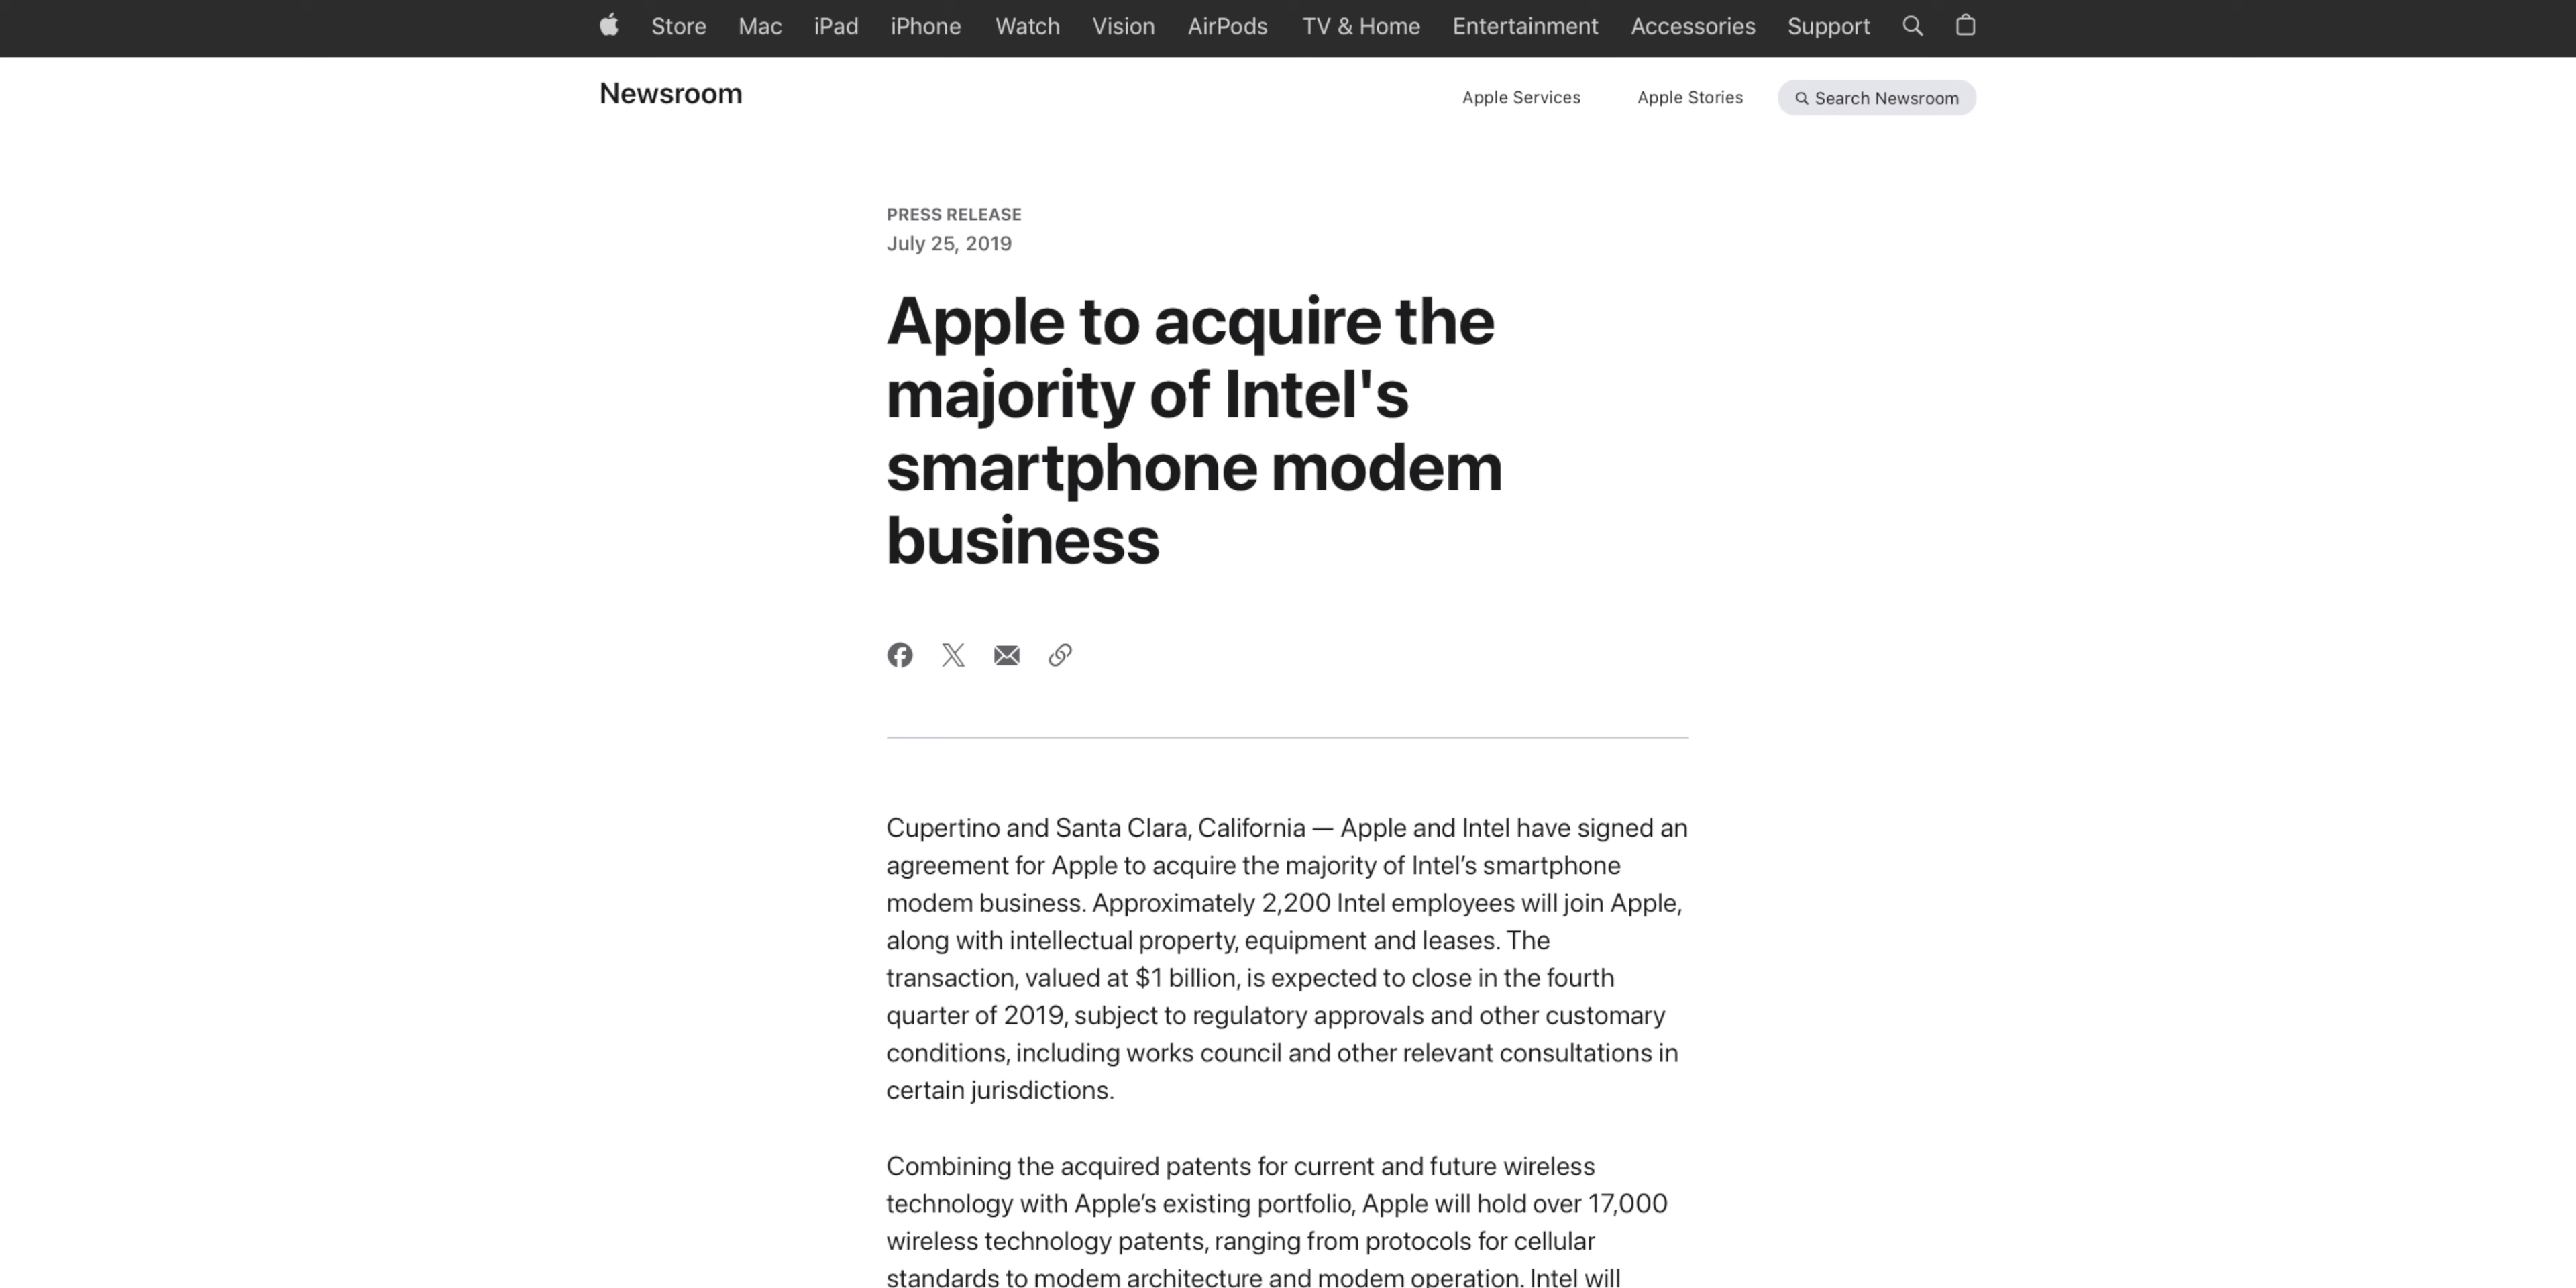 Store Mac iPad iPhone Watch Vision AirPods TV & Home Entertainment Accessories Support
Newsroom
Apple Services Apple Stories Search Newsroom
PRESS RELEASE
July 25, 2019
Apple to acquire the
majority of Intel's
smartphone modem
business
Cupertino and Santa Clara, California — Apple and Intel have signed an
agreement for Apple to acquire the majority of Intel’s smartphone
modem business. Approximately 2,200 Intel employees will join Apple,
along with intellectual property, equipment and leases. The
transaction, valued at $1 billion, is expected to close in the fourth
quarter of 2019, subject to regulatory approvals and other customary
conditions, including works council and other relevant consultations in
certain jurisdictions.
Combining the acquired patents for current and future wireless
technology with Apple’s existing portfolio, Apple will hold over 17,000
wireless technology patents, ranging from protocols for cellular
standards to modem architecture and modem operation. Intel will